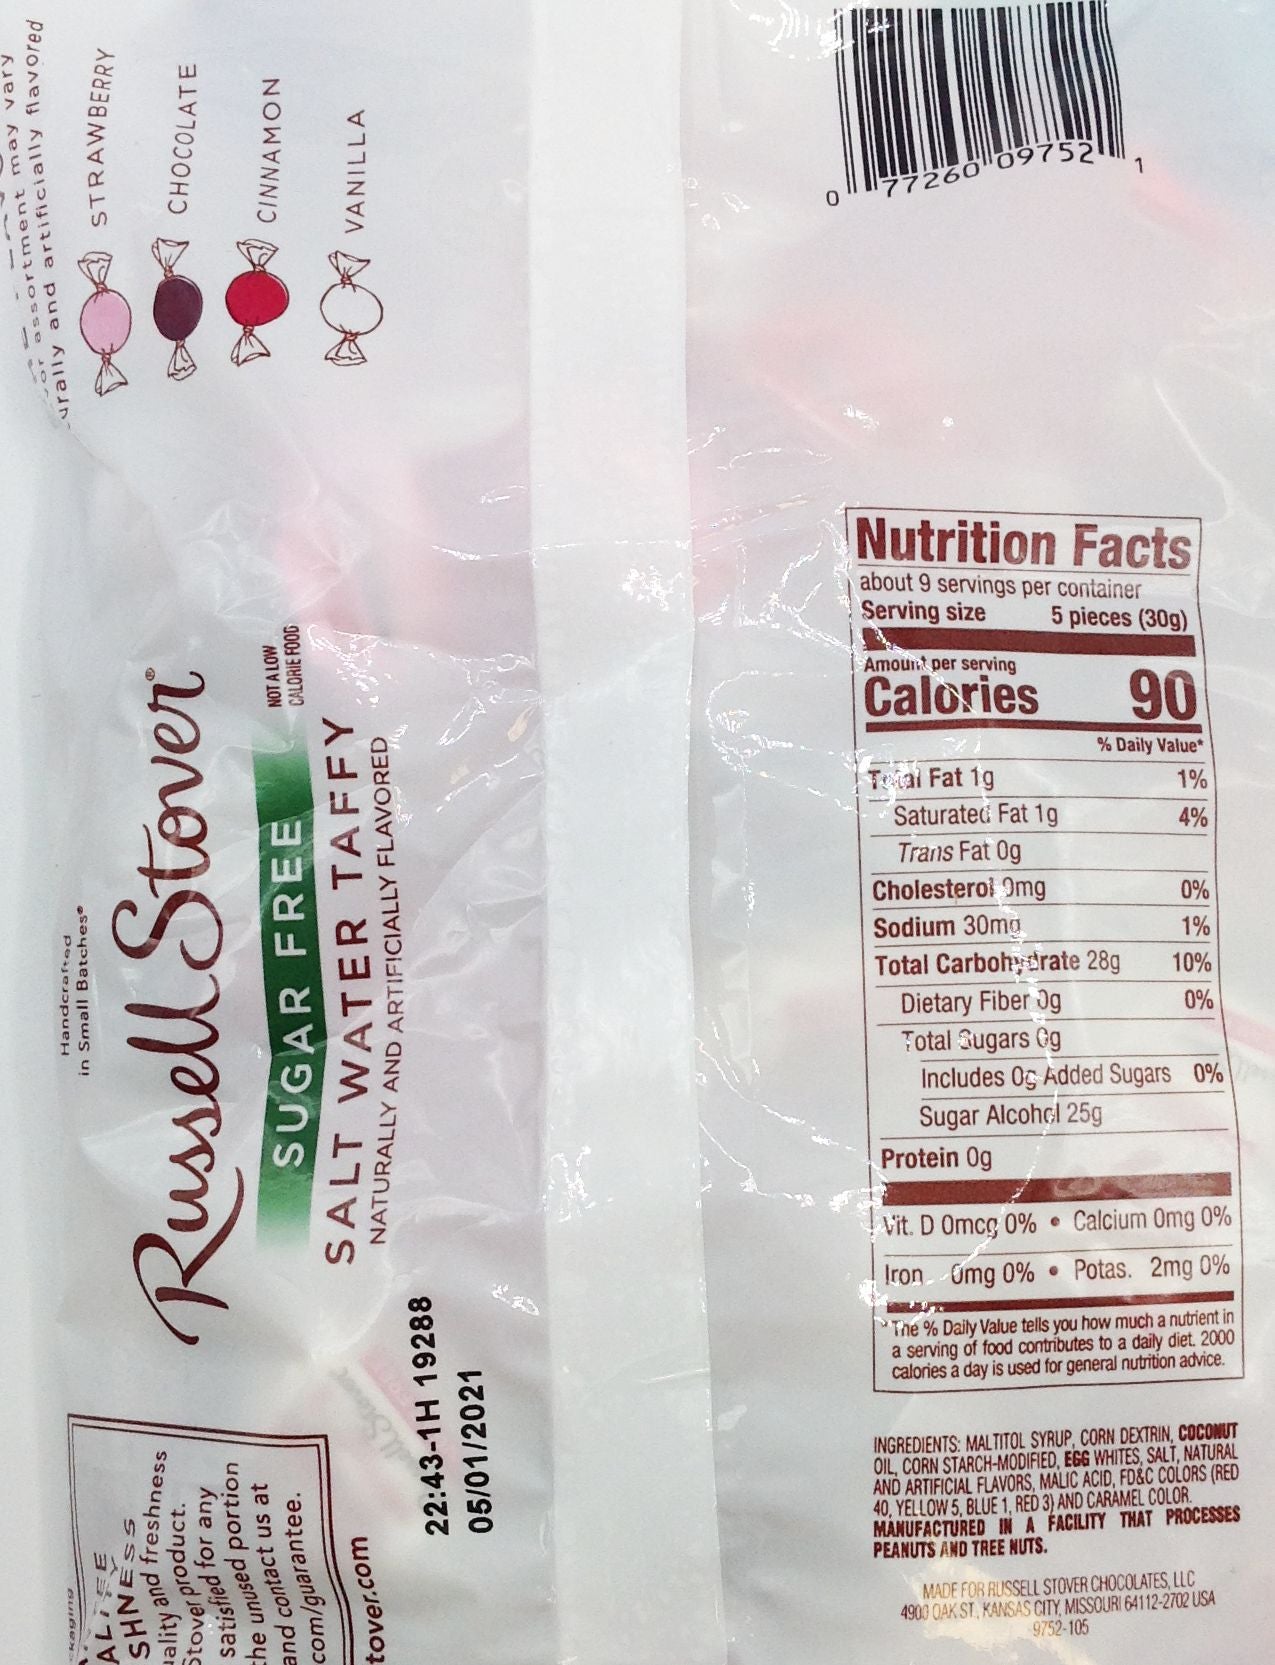 or assortment may vary
urally and artificially flavored
STRAWBERRY
CHOCOLATE
CINNAMON
VANILLA
Handcrafted
in Small Batches®
Russell Stover®
SUGAR FREE
NOT A LOW
CALORIE FOOD
SALT WATER TAFFY
NATURALLY AND ARTIFICIALLY FLAVORED
22:43-1H 19288
05/01/2021
ckaging
SHNESS
ality and freshness
Stover product.
satisfied for any
the unused portion
and contact us at
com/guarantee.
tover.com
0 77260 09752 1
Nutrition Facts
about 9 servings per container
Serving size 5 pieces (30g)
Amount per serving
Calories 90
% Daily Value*
Total Fat 1g 1%
Saturated Fat 1g 4%
Trans Fat 0g
Cholesterol 0mg 0%
Sodium 30mg 1%
Total Carbohydrate 28g 10%
Dietary Fiber 0g 0%
Total Sugars 0g
Includes 0g Added Sugars 0%
Sugar Alcohol 25g
Protein 0g
Vit. D 0mcg 0% • Calcium 0mg 0%
Iron 0mg 0% • Potas. 2mg 0%
*The % Daily Value tells you how much a nutrient in
a serving of food contributes to a daily diet. 2000
calories a day is used for general nutrition advice.
INGREDIENTS: MALTITOL SYRUP, CORN DEXTRIN, COCONUT
OIL, CORN STARCH-MODIFIED, EGG WHITES, SALT, NATURAL
AND ARTIFICIAL FLAVORS, MALIC ACID, FD&C COLORS (RED
40, YELLOW 5, BLUE 1, RED 3) AND CARAMEL COLOR.
MANUFACTURED IN A FACILITY THAT PROCESSES
PEANUTS AND TREE NUTS.
MADE FOR RUSSELL STOVER CHOCOLATES, LLC
4900 OAK ST., KANSAS CITY, MISSOURI 64112-2702 USA
9752-105